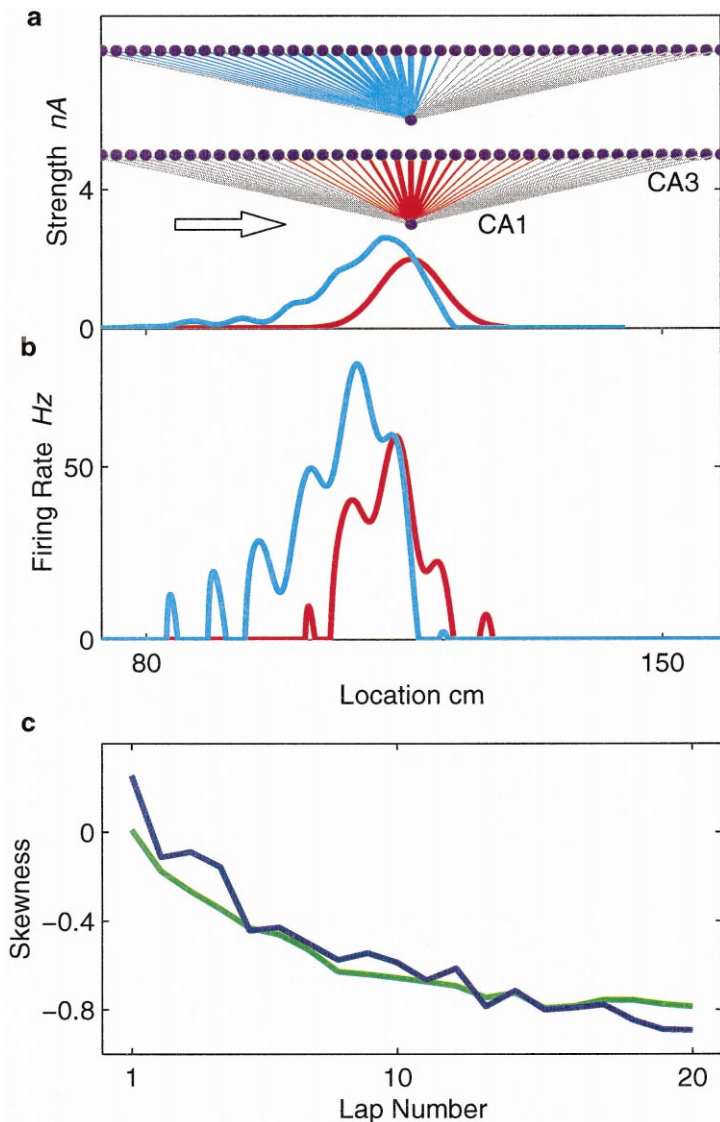 a
Strength nA
4
0
CA3
CA1
b
Firing Rate Hz
50
0
80
150
Location cm
c
Skewness
0
−0.4
−0.8
1
10
20
Lap Number